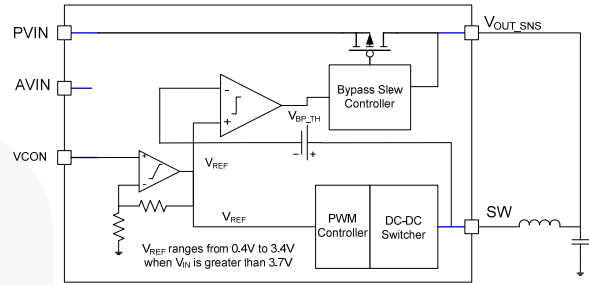 PVIN
VOUT_SNS
AVIN
-
+
Bypass Slew
Controller
VBP_TH
- +
VCON
+
-
VREF
VREF
PWM
Controller
DC-DC
Switcher
SW
VREF ranges from 0.4V to 3.4V
when VIN is greater than 3.7V